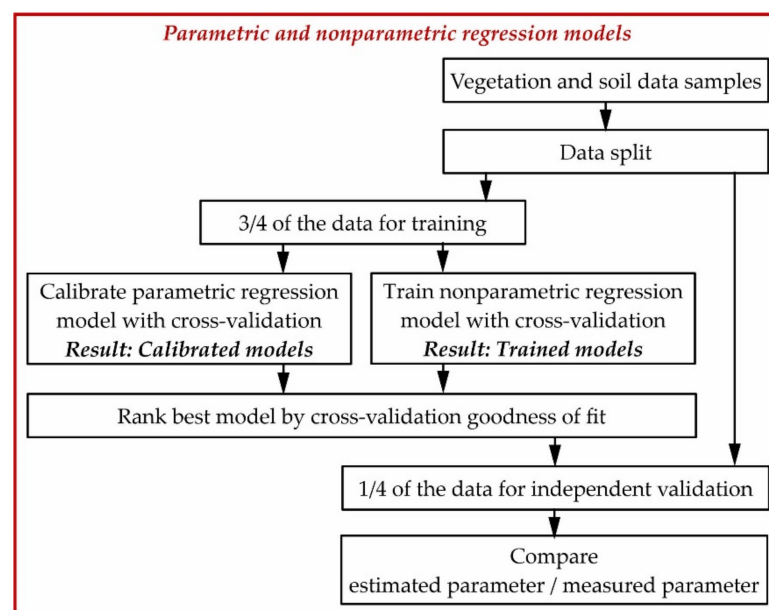 Parametric and nonparametric regression models
Vegetation and soil data samples
Data split
3/4 of the data for training
Calibrate parametric regression
model with cross-validation
Result: Calibrated models
Train nonparametric regression
model with cross-validation
Result: Trained models
Rank best model by cross-validation goodness of fit
1/4 of the data for independent validation
Compare
estimated parameter / measured parameter